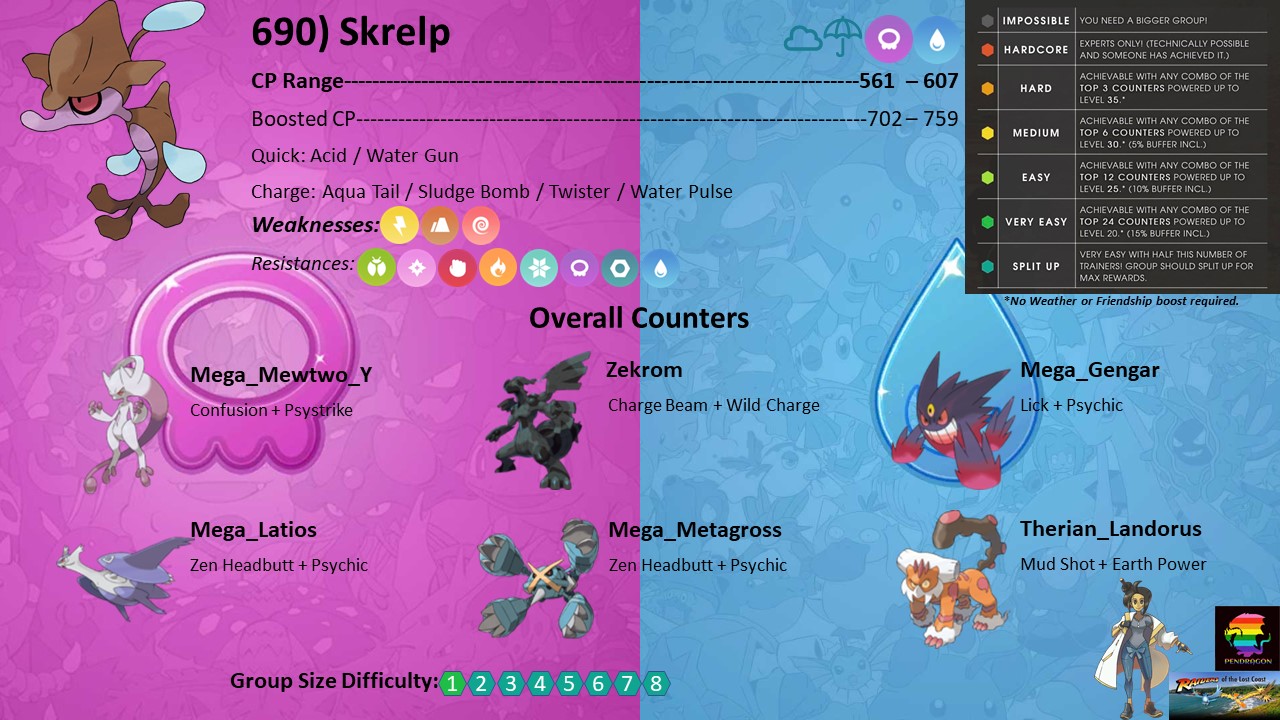 690) Skrelp
CP Range----------------------------------------------------------------------------------------561 – 607
Boosted CP----------------------------------------------------------------------------------------702 – 759
Quick: Acid / Water Gun
Charge: Aqua Tail / Sludge Bomb / Twister / Water Pulse
Weaknesses:
Resistances:
IMPOSSIBLE YOU NEED A BIGGER GROUP!
HARDCORE EXPERTS ONLY! (TECHNICALLY POSSIBLE
AND SOMEONE HAS ACHIEVED IT.)
HARD ACHIEVABLE WITH ANY COMBO OF THE
TOP 3 COUNTERS POWERED UP TO
LEVEL 35.*
MEDIUM ACHIEVABLE WITH ANY COMBO OF THE
TOP 6 COUNTERS POWERED UP TO
LEVEL 30.* (5% BUFFER INCL.)
EASY ACHIEVABLE WITH ANY COMBO OF THE
TOP 12 COUNTERS POWERED UP TO
LEVEL 25.* (10% BUFFER INCL.)
VERY EASY ACHIEVABLE WITH ANY COMBO OF THE
TOP 24 COUNTERS POWERED UP TO
LEVEL 20.* (15% BUFFER INCL.)
SPLIT UP VERY EASY WITH HALF THIS NUMBER OF
TRAINERS! GROUP SHOULD SPLIT UP FOR
MAX REWARDS.
*No Weather or Friendship boost required.
Overall Counters
Mega_Mewtwo_Y
Confusion + Psystrike
Zekrom
Charge Beam + Wild Charge
Mega_Gengar
Lick + Psychic
Mega_Latios
Zen Headbutt + Psychic
Mega_Metagross
Zen Headbutt + Psychic
Therian_Landorus
Mud Shot + Earth Power
Group Size Difficulty: 1 2 3 4 5 6 7 8
PENDRAGON
RAIDERS of the Lost Coast